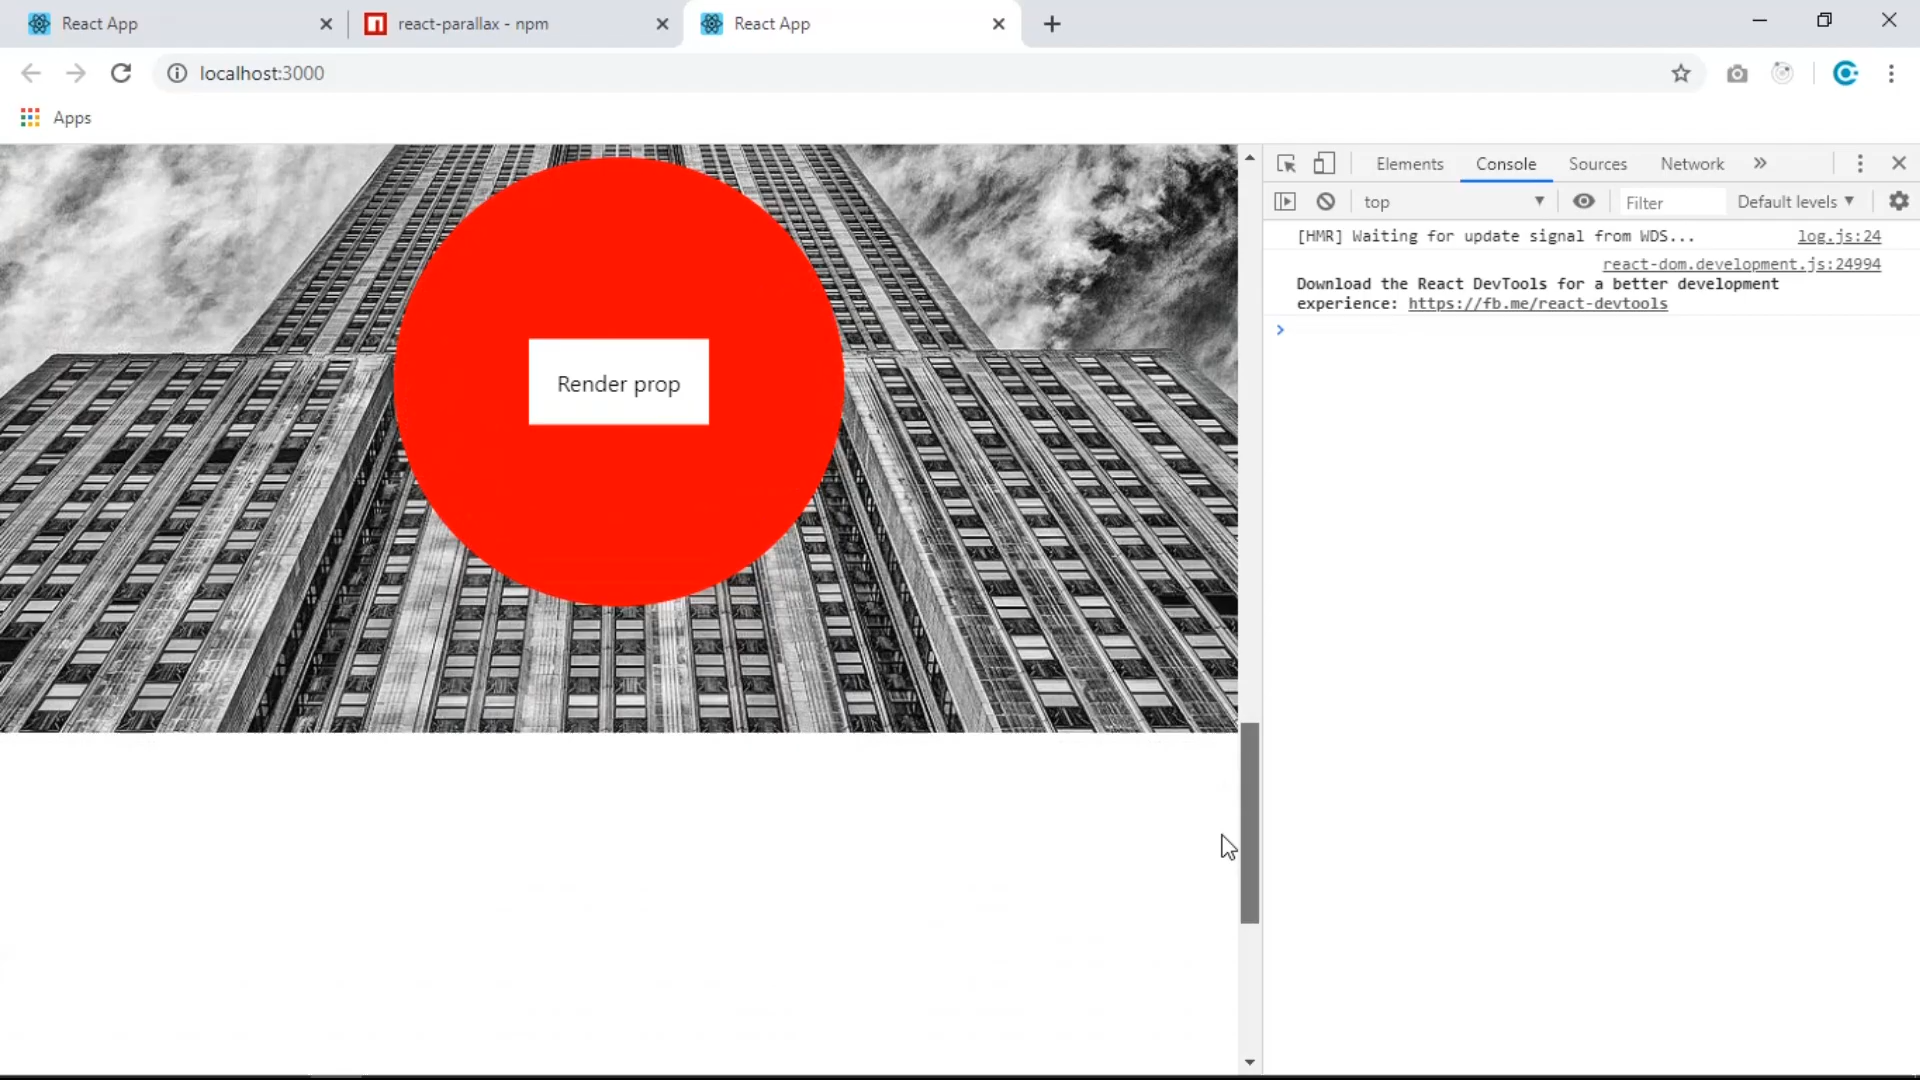 React App
react-parallax - npm
React App
localhost:3000
Apps
Render prop
Elements Console Sources Network
top Filter Default levels
[HMR] Waiting for update signal from WDS... log.js:24
react-dom.development.js:24994
Download the React DevTools for a better development
experience: https://fb.me/react-devtools